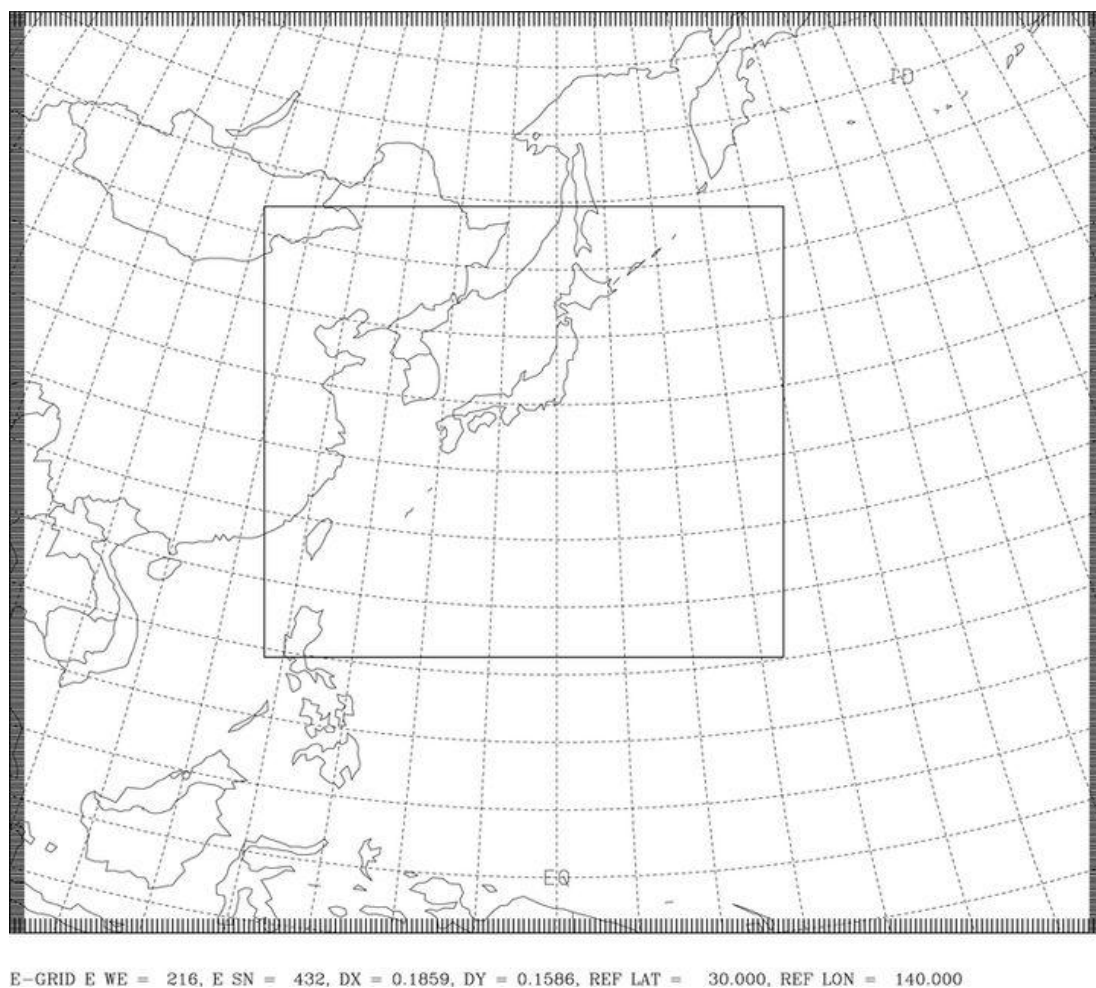 ID
EQ
E-GRID E WE = 216, E SN = 432, DX = 0.1859, DY = 0.1586, REF LAT = 30.000, REF LON = 140.000